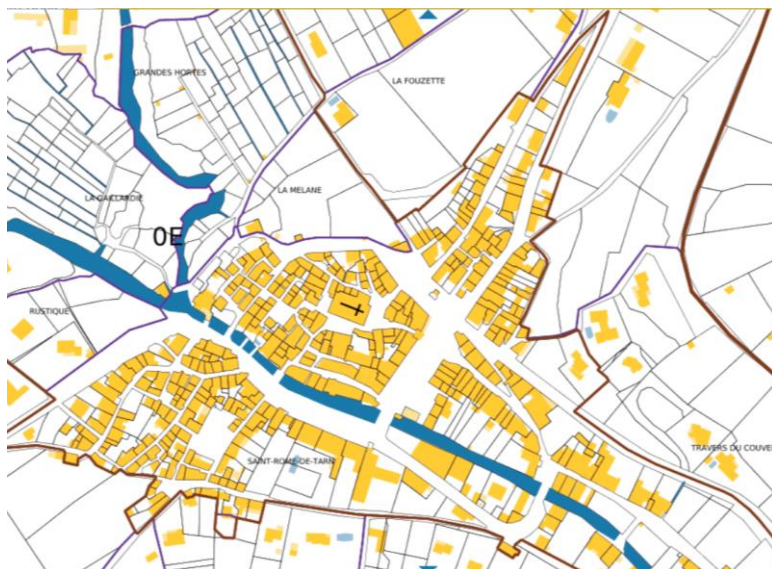 GRANDES HORTES
LA FOUZETTE
LA MELANE
LA GAILLARDIE
0E
RUSTIQUE
TRAVERS DU COUVE
SAINT-ROME-DE-TARN